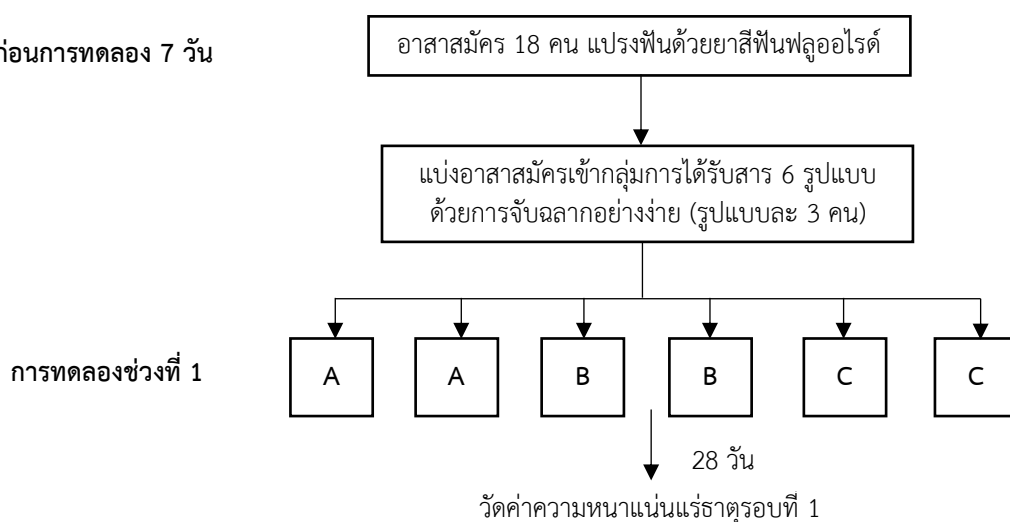 ก่อนการทดลอง 7 วัน
อาสาสมัคร 18 คน แปรงฟันด้วยยาสีฟันฟลูออไรด์
แบ่งอาสาสมัครเข้ากลุ่มการได้รับสาร 6 รูปแบบ
ด้วยการจับฉลากอย่างง่าย (รูปแบบละ 3 คน)
การทดลองช่วงที่ 1
A A B B C C
28 วัน
วัดค่าความหนาแน่นแร่ธาตุรอบที่ 1